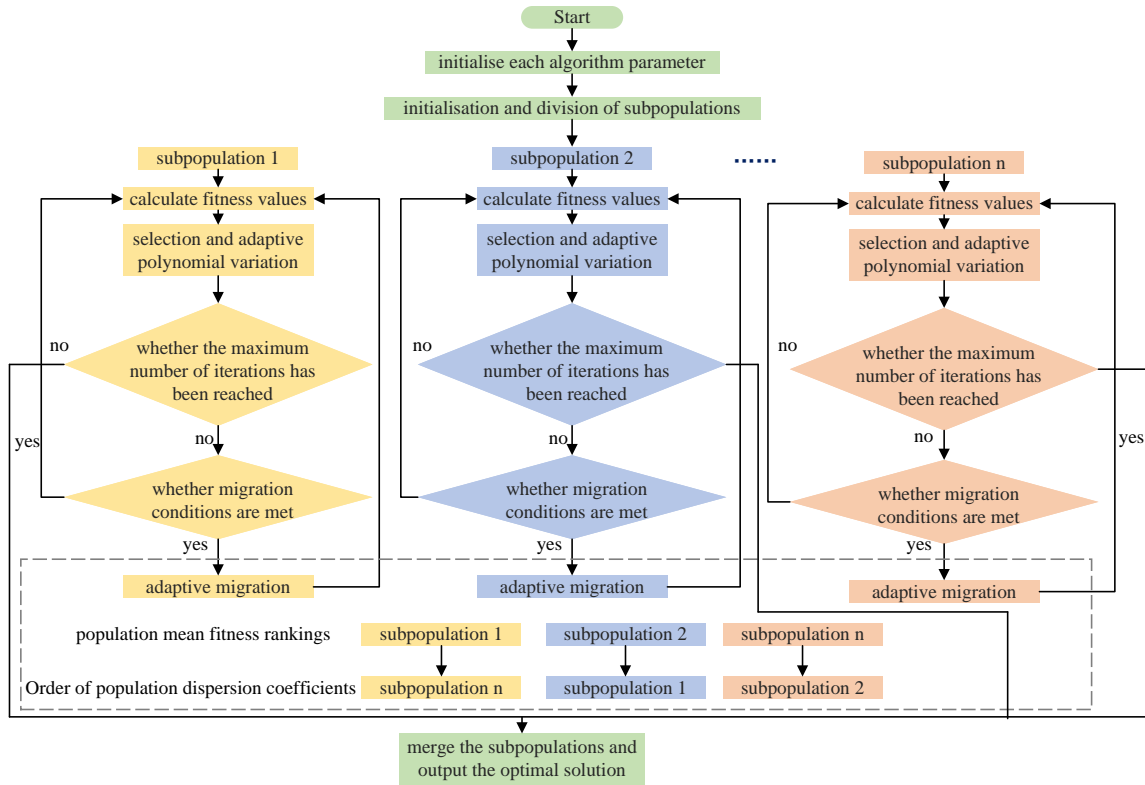 Start
initialise each algorithm parameter
initialisation and division of subpopulations
subpopulation 1
calculate fitness values
selection and adaptive
polynomial variation
no
whether the maximum
number of iterations has
been reached
yes
no
whether migration
conditions are met
yes
adaptive migration
subpopulation 2
calculate fitness values
selection and adaptive
polynomial variation
no
whether the maximum
number of iterations has
been reached
no
whether migration
conditions are met
yes
adaptive migration
......
subpopulation n
calculate fitness values
selection and adaptive
polynomial variation
no
whether the maximum
number of iterations has
been reached
yes
no
whether migration
conditions are met
yes
adaptive migration
population mean fitness rankings
subpopulation 1
subpopulation 2
subpopulation n
Order of population dispersion coefficients
subpopulation n
subpopulation 1
subpopulation 2
merge the subpopulations and
output the optimal solution